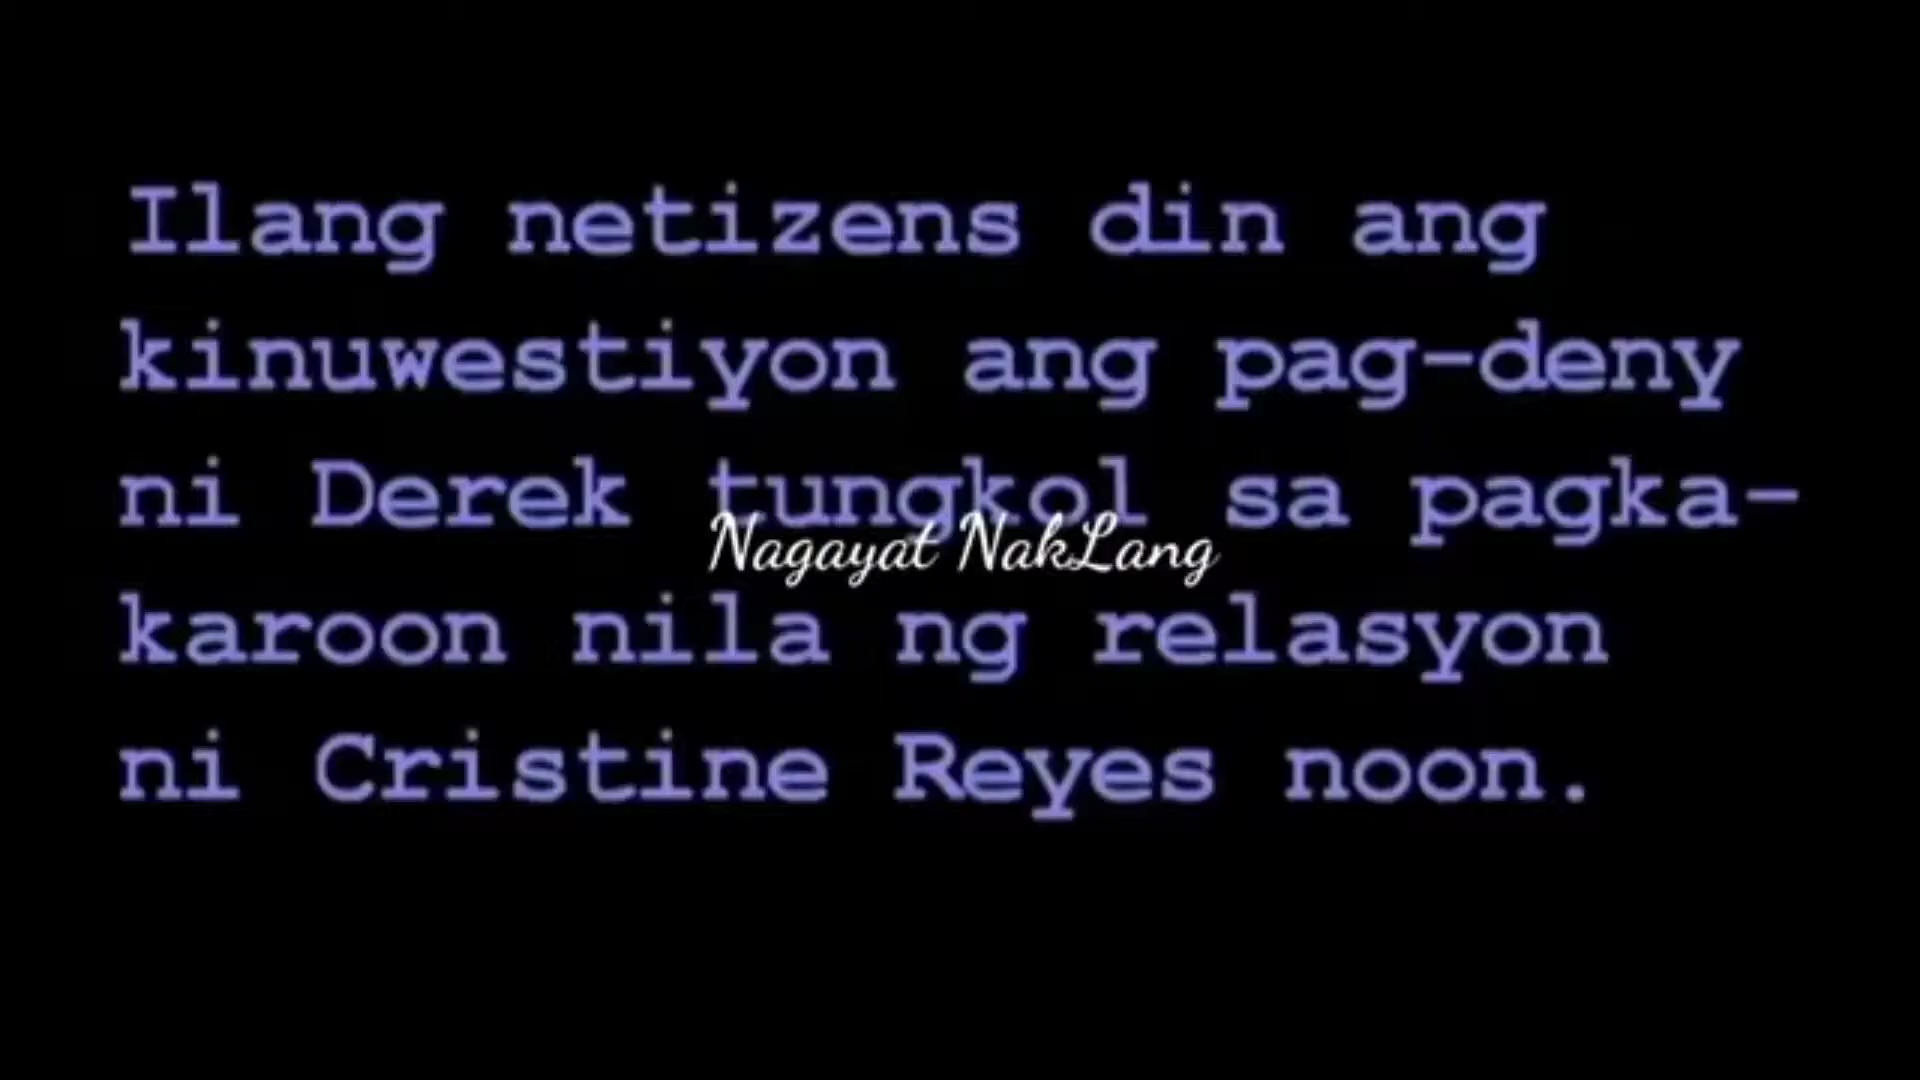 Ilang netizens din ang
kinuwestiyon ang pag-deny
ni Derek tungkol sa pagka-
Nagayat NakLang
karoon nila ng relasyon
ni Cristine Reyes noon.